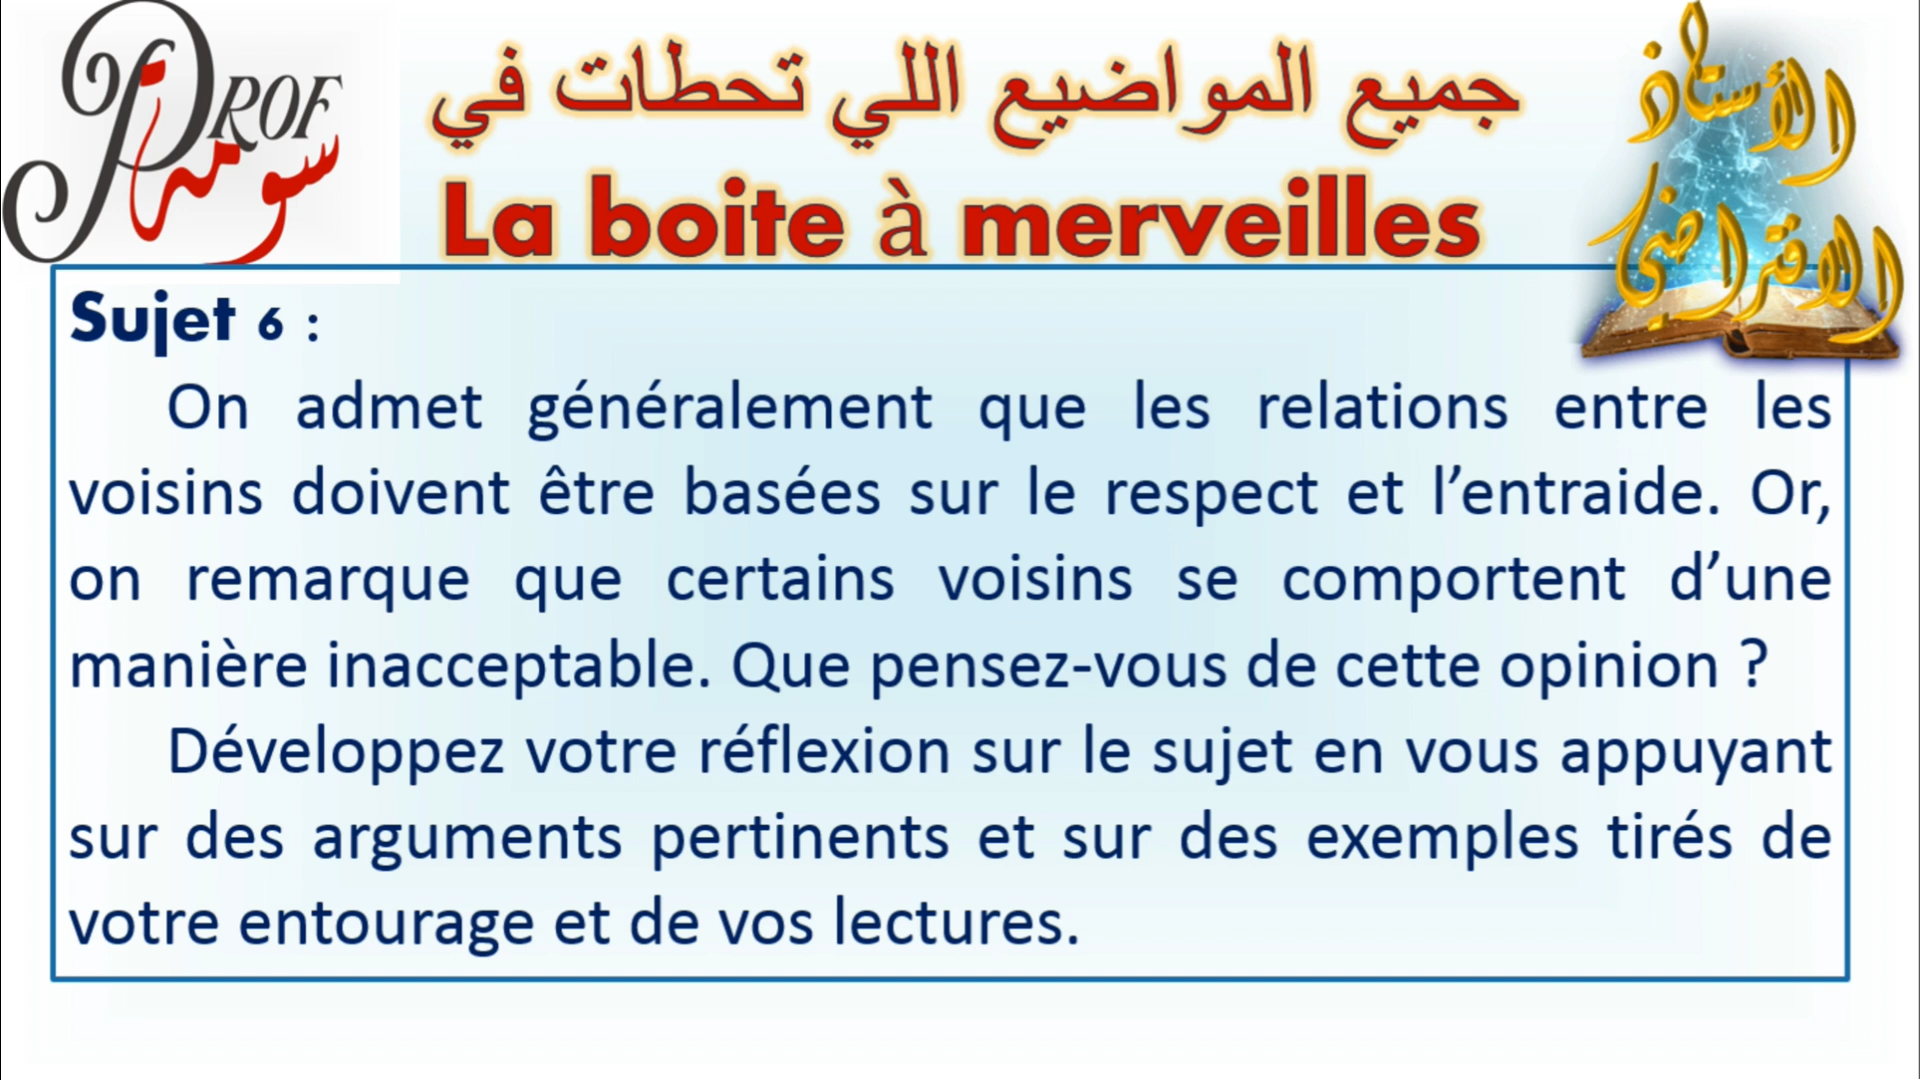 PROF
سومية
جميع المواضيع اللي تحطات في
La boite à merveilles
الأستاذ
الافتراضي
Sujet 6 :
On admet généralement que les relations entre les
voisins doivent être basées sur le respect et l’entraide. Or,
on remarque que certains voisins se comportent d’une
manière inacceptable. Que pensez-vous de cette opinion ?
Développez votre réflexion sur le sujet en vous appuyant
sur des arguments pertinents et sur des exemples tirés de
votre entourage et de vos lectures.